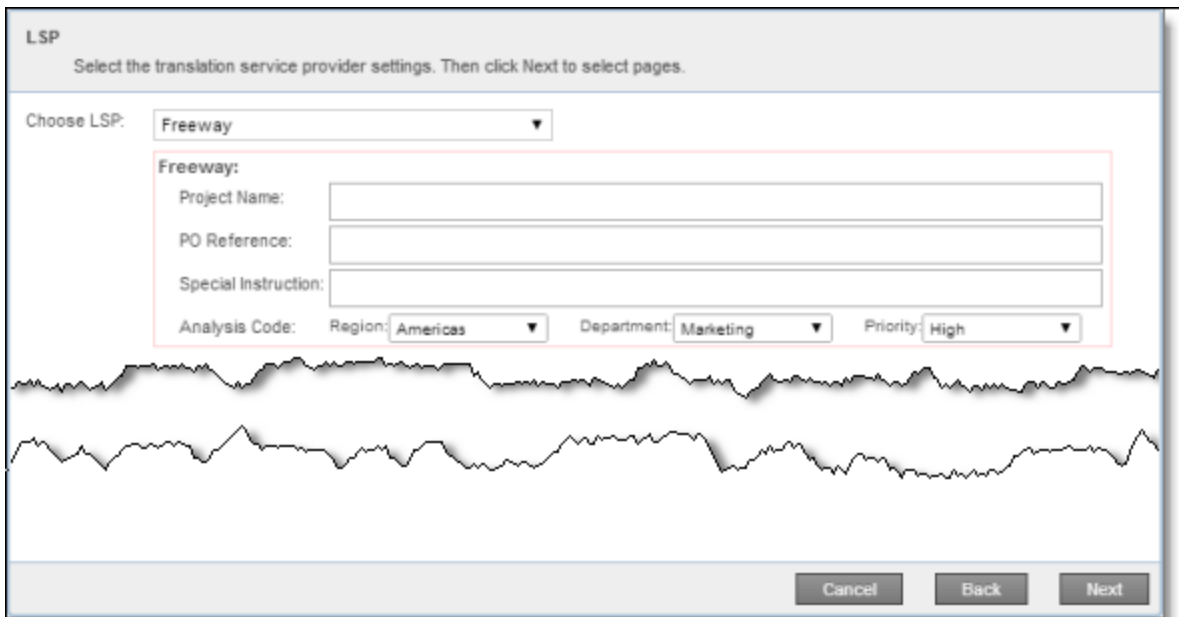 LSP
Select the translation service provider settings. Then click Next to select pages.
Choose LSP: Freeway
Freeway:
Project Name:
PO Reference:
Special Instruction:
Analysis Code: Region: Americas Department: Marketing Priority: High
Cancel Back Next